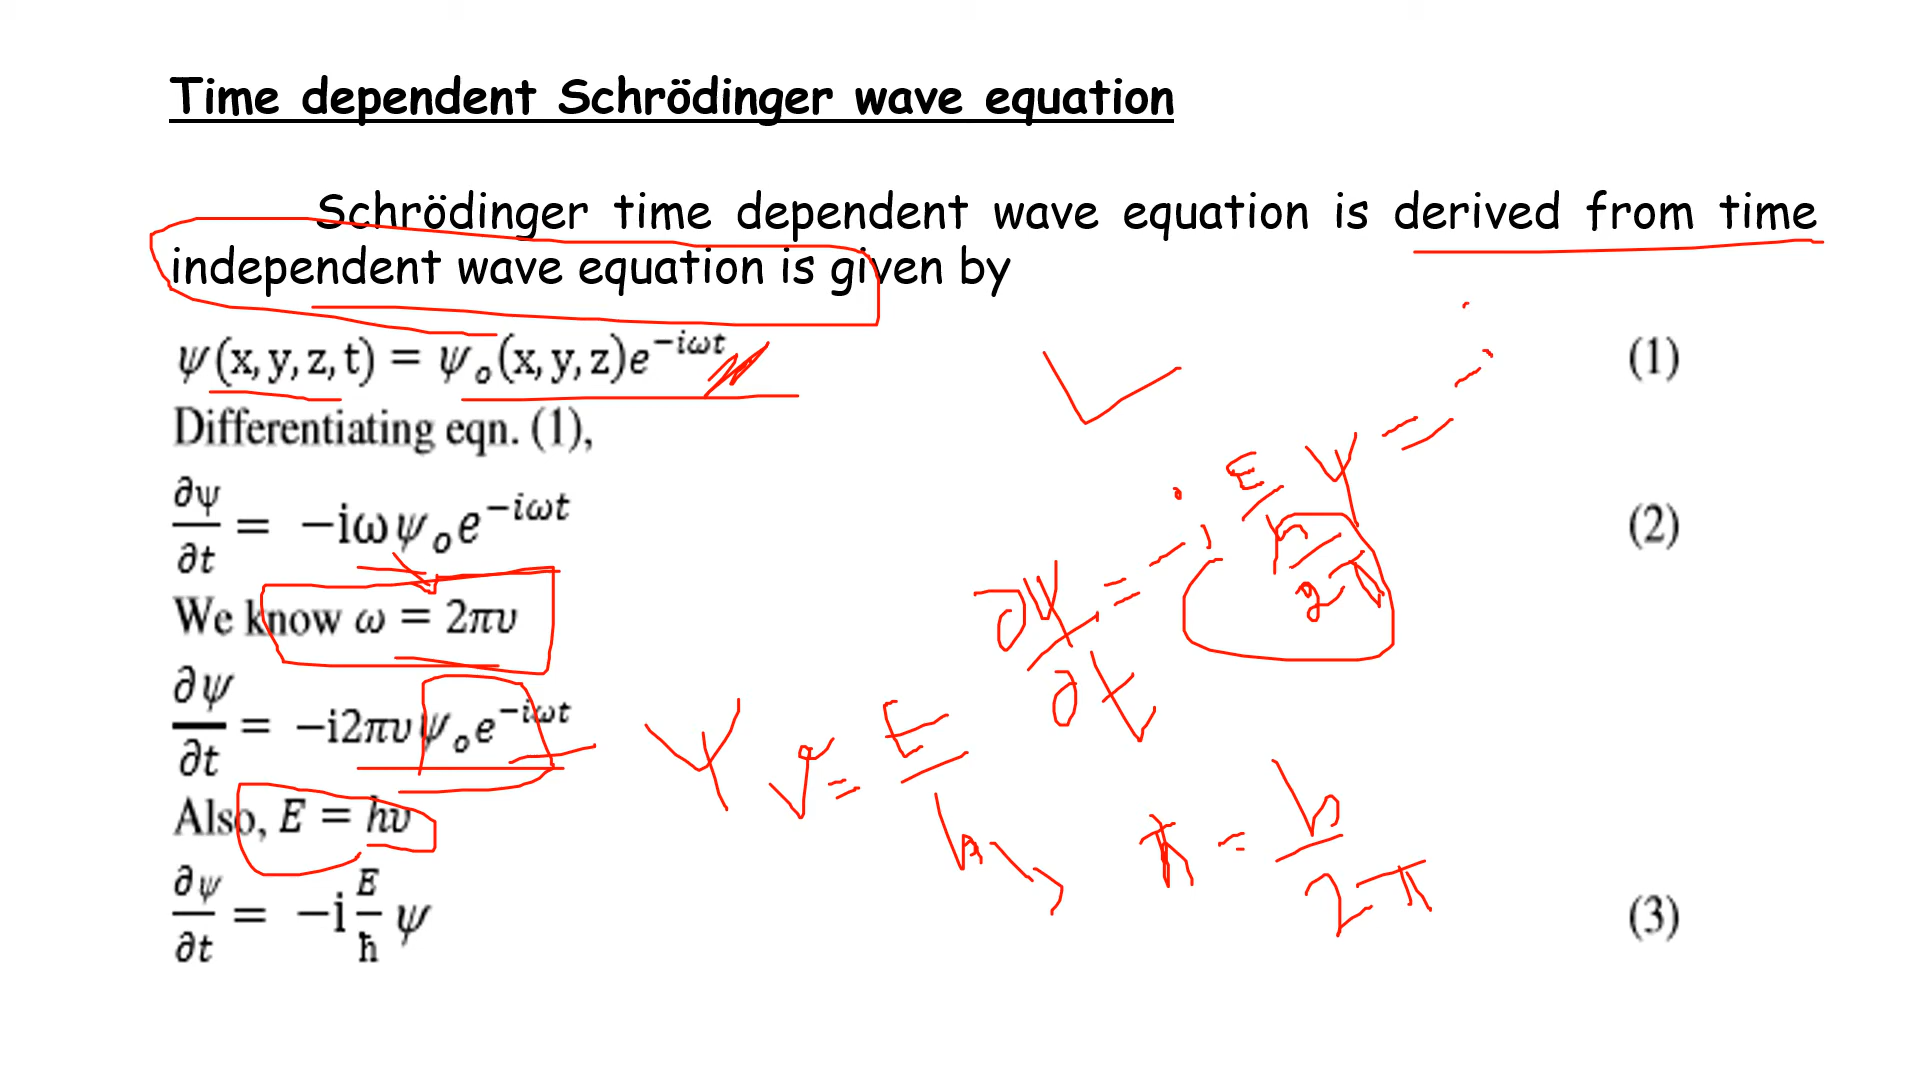 Time dependent Schrödinger wave equation
Schrödinger time dependent wave equation is derived from time
independent wave equation is given by
ψ(x, y, z, t) = ψₒ(x, y, z)e^{−iωt} (1)
Differentiating eqn. (1),
∂ψ/∂t = −iωψₒe^{−iωt} (2)
We know ω = 2πυ
∂ψ/∂t = −i2πυψₒe^{−iωt}
Also, E = hυ
∂ψ/∂t = −i E/ħ ψ (3)
ψ
ν = E/h
∂ψ/∂t = −i E/(h/2π) ψ = −i
ħ = h/2π